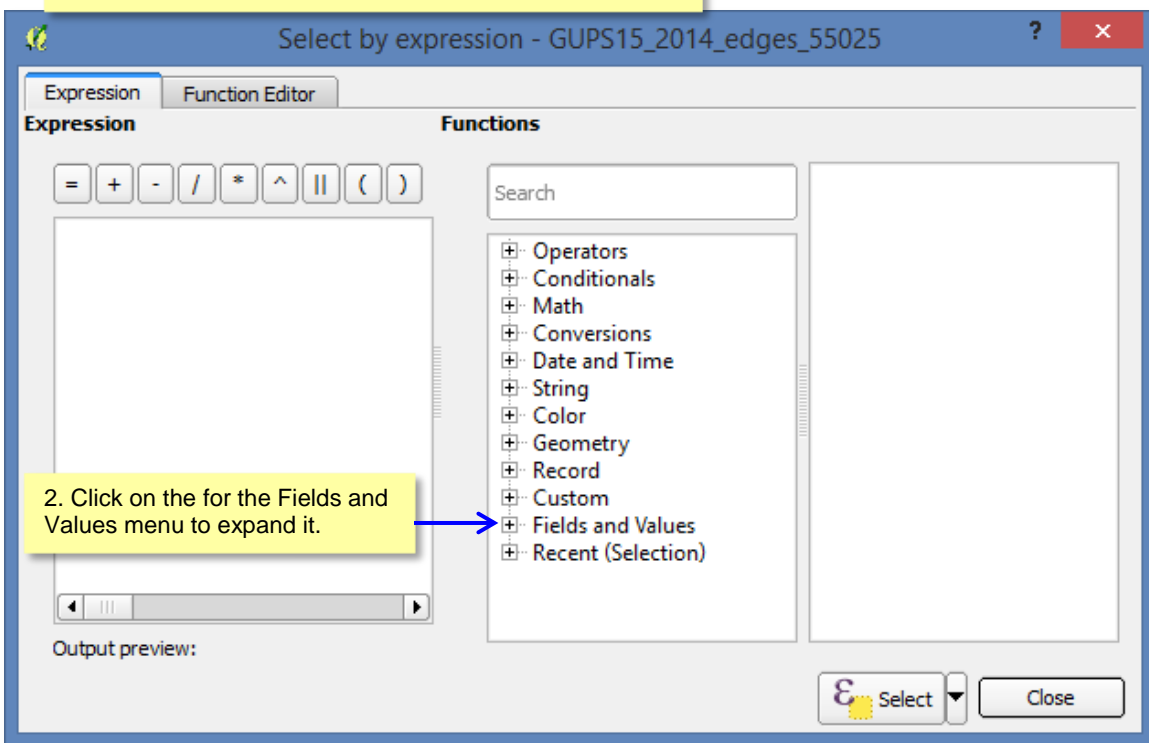 Select by expression - GUPS15_2014_edges_55025 ? ×
Expression Function Editor
Expression Functions
= + - / * ^ || ( )
Search
Operators
Conditionals
Math
Conversions
Date and Time
String
Color
Geometry
Record
Custom
2. Click on the for the Fields and
Values menu to expand it.
Fields and Values
Recent (Selection)
Output preview:
Select Close